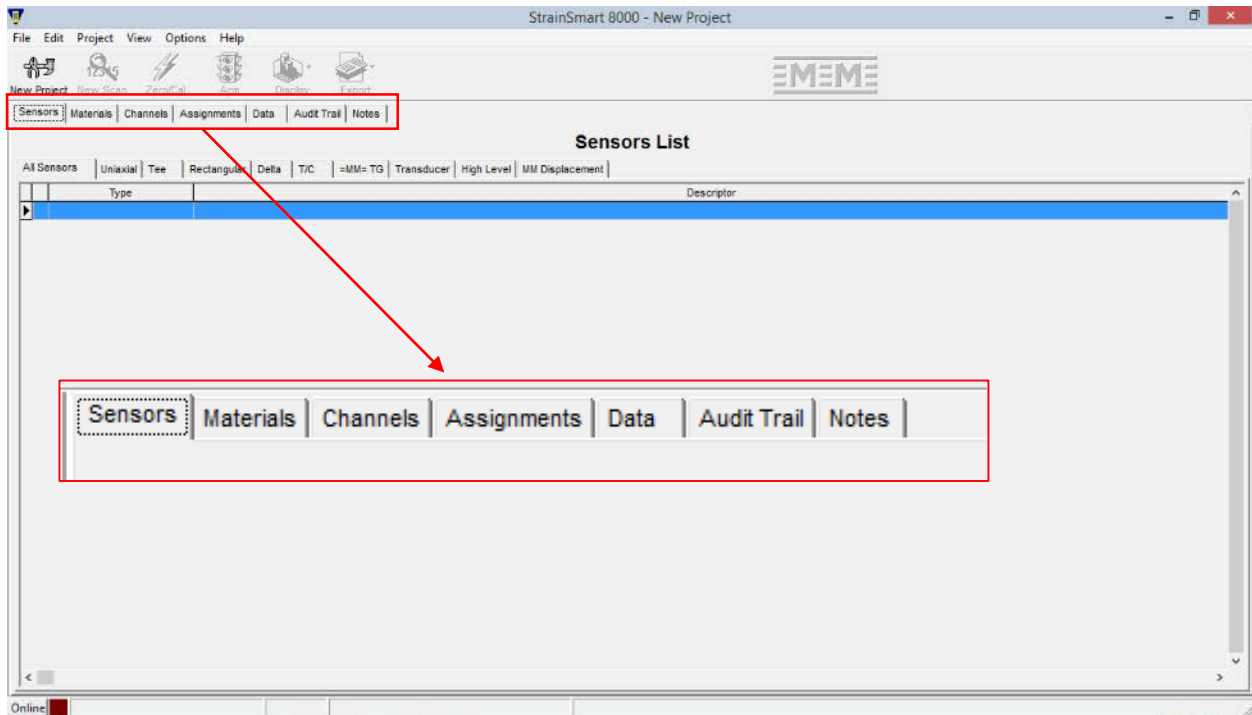 StrainSmart 8000 - New Project
File Edit Project View Options Help
12345
New Project New Scan Zero/Cal Arm Display Export
Sensors Materials Channels Assignments Data Audit Trail Notes
Sensors List
All Sensors Uniaxial Tee Rectangular Delta T/C =MM= TG Transducer High Level MM Displacement
Type Descriptor
Sensors Materials Channels Assignments Data Audit Trail Notes
Online